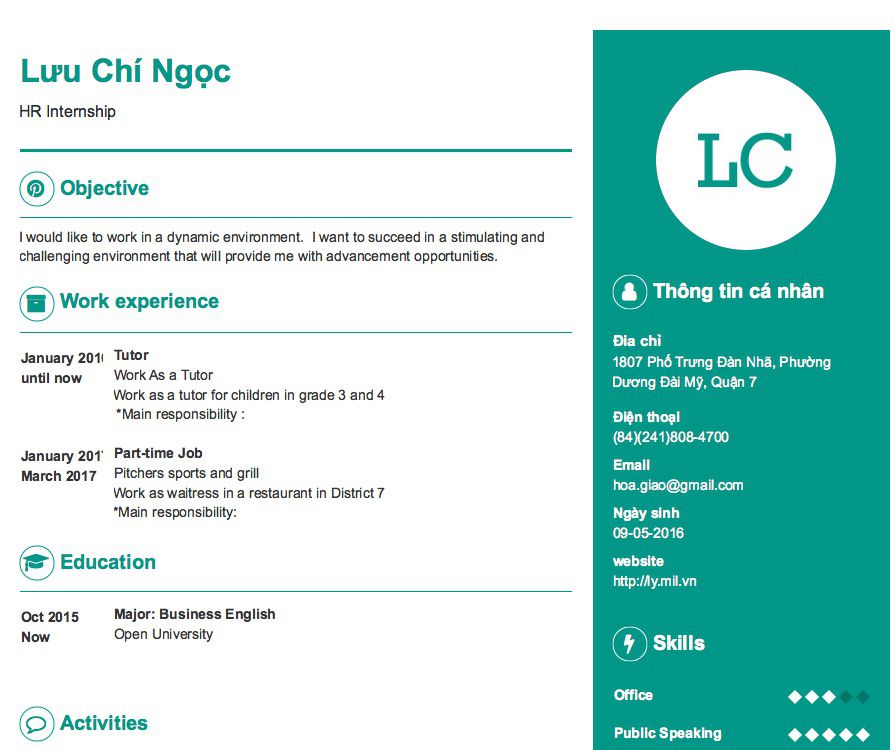 Lưu Chí Ngọc
HR Internship
Objective
I would like to work in a dynamic environment.  I want to succeed in a stimulating and
challenging environment that will provide me with advancement opportunities.
Work experience
January
until now
Tutor
Work As a Tutor
Work as a tutor for children in grade 3 and 4
*Main responsibility :
January
March 2017
Part-time Job
Pitchers sports and grill
Work as waitress in a restaurant in District 7
*Main responsibility:
Education
Oct 2015
Now
Major: Business English
Open University
Activities
LC
Thông tin cá nhân
Đia chỉ
1807 Phố Trưng Đàn Nhã, Phường
Dương Đài Mỹ, Quận 7
Điện thoại
(84)(241)808-4700
Email
hoa.giao@gmail.com
Ngày sinh
09-05-2016
website
http://ly.mil.vn
Skills
Office
Public Speaking